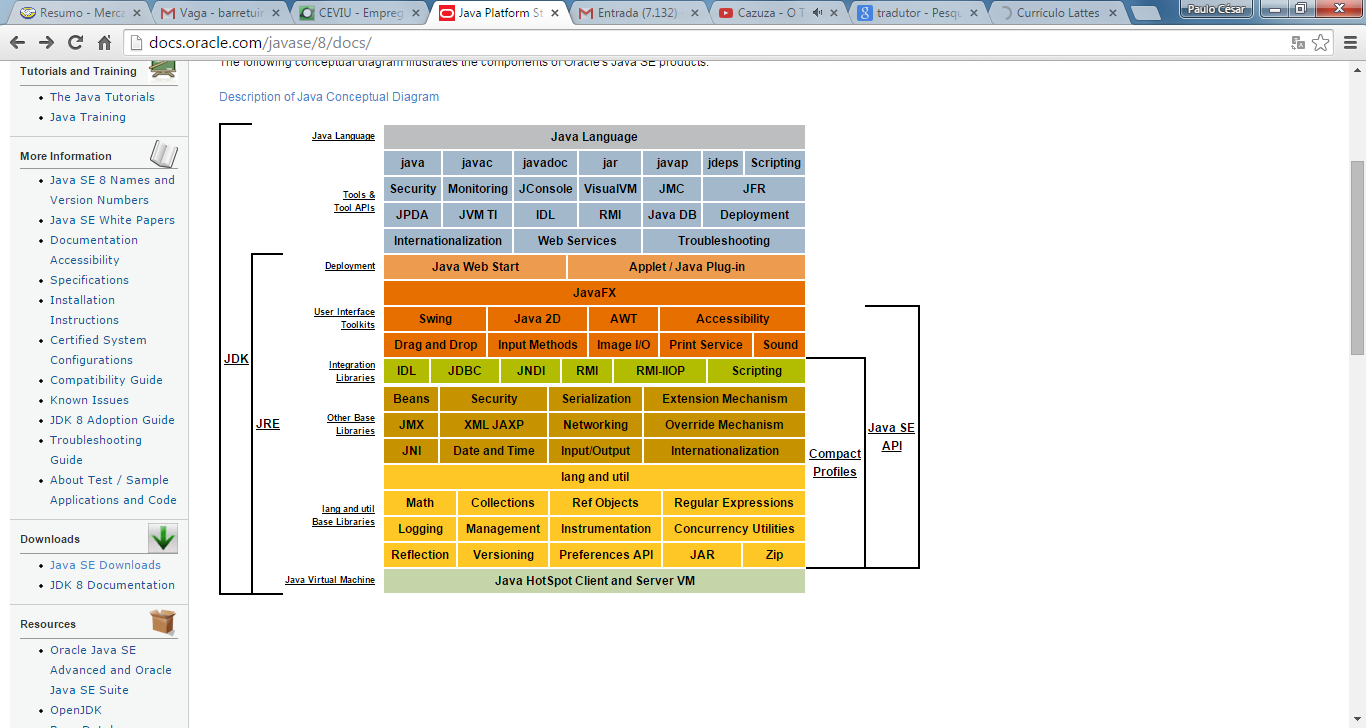 Resumo - Merca
Vaga - barretuir
CEVIU - Empreg
Java Platform St
Entrada (7.132)
Cazuza - O T
tradutor - Pesqu
Currículo Lattes
Paulo César
docs.oracle.com/javase/8/docs/
Tutorials and Training
The Java Tutorials
Java Training
More Information
Java SE 8 Names and
Version Numbers
Java SE White Papers
Documentation
Accessibility
Specifications
Installation
Instructions
Certified System
Configurations
Compatibility Guide
Known Issues
JDK 8 Adoption Guide
Troubleshooting
Guide
About Test / Sample
Applications and Code
Downloads
Java SE Downloads
JDK 8 Documentation
Resources
Oracle Java SE
Advanced and Oracle
Java SE Suite
OpenJDK
The following conceptual diagram illustrates the components of Oracle's Java SE products.
Description of Java Conceptual Diagram
Java Language
Java Language
java javac javadoc jar javap jdeps Scripting
Tools &
Tool APIs
Security Monitoring JConsole VisualVM JMC JFR
JPDA JVM TI IDL RMI Java DB Deployment
Internationalization Web Services Troubleshooting
Deployment
Java Web Start Applet / Java Plug-in
JavaFX
User Interface
Toolkits
Swing Java 2D AWT Accessibility
Drag and Drop Input Methods Image I/O Print Service Sound
JDK
Integration
Libraries
IDL JDBC JNDI RMI RMI-IIOP Scripting
JRE
Other Base
Libraries
Beans Security Serialization Extension Mechanism
JMX XML JAXP Networking Override Mechanism
JNI Date and Time Input/Output Internationalization
Compact
Profiles
Java SE
API
lang and util
lang and util
Base Libraries
Math Collections Ref Objects Regular Expressions
Logging Management Instrumentation Concurrency Utilities
Reflection Versioning Preferences API JAR Zip
Java Virtual Machine
Java HotSpot Client and Server VM